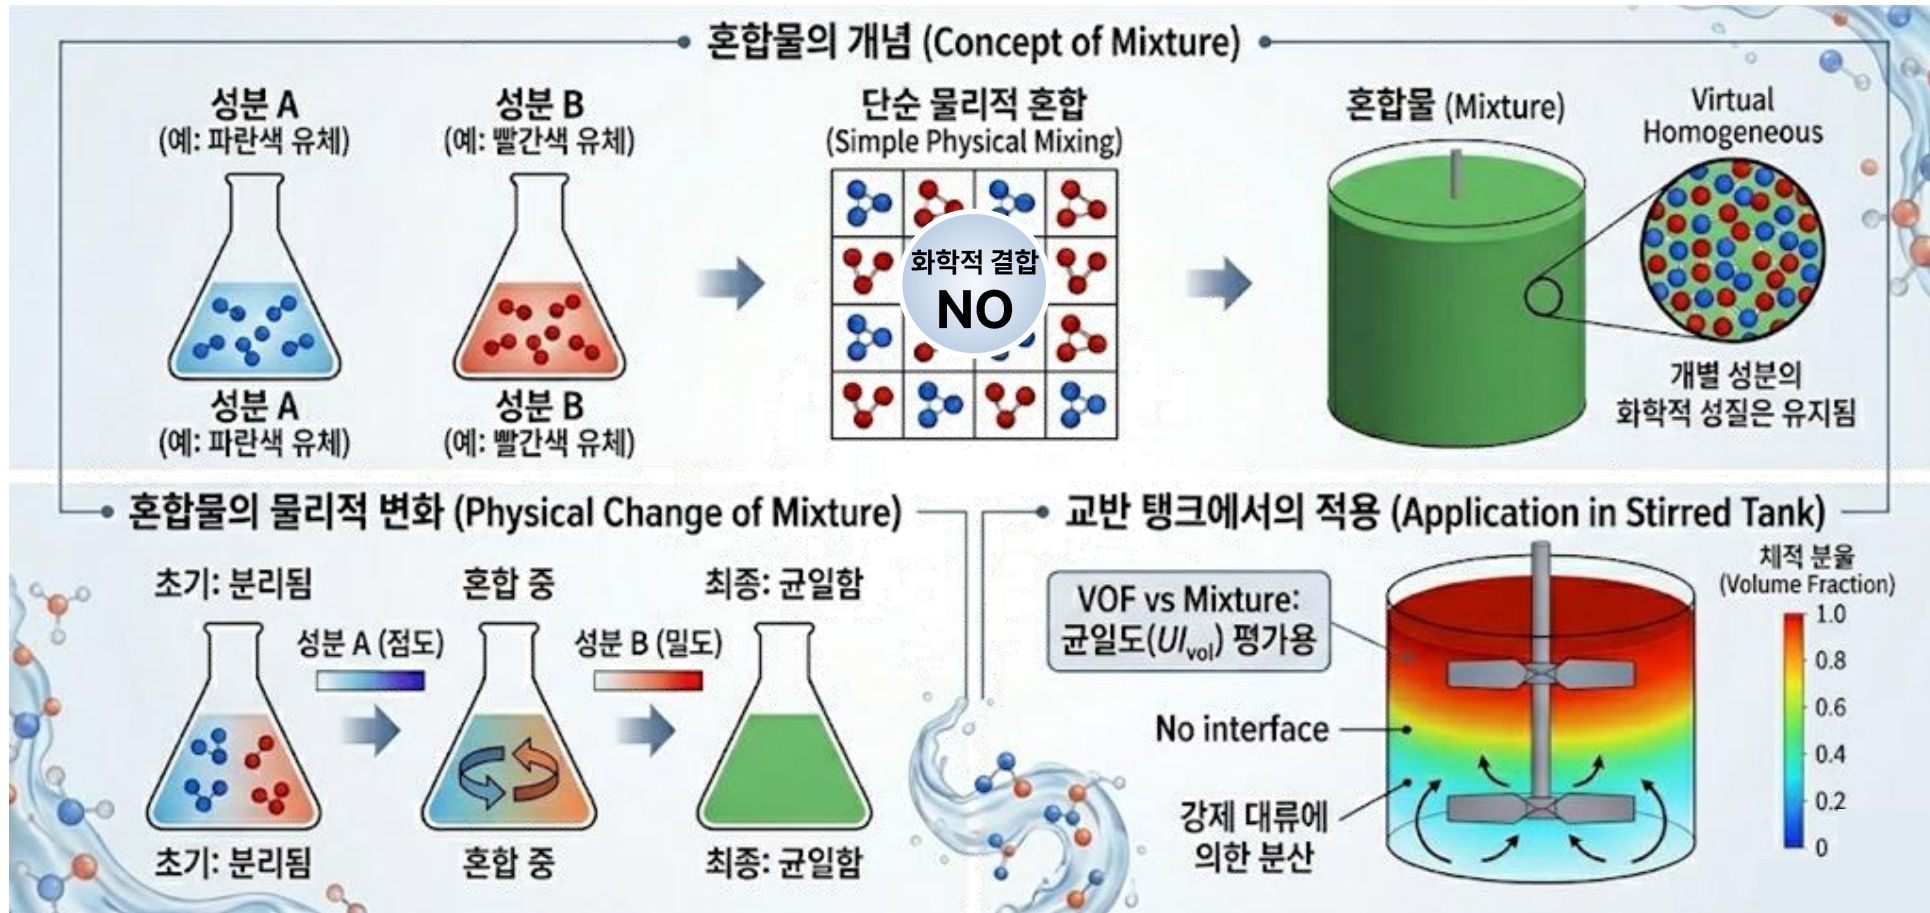 혼합물의 개념 (Concept of Mixture)
성분 A
(예: 파란색 유체)
성분 A
(예: 파란색 유체)
성분 B
(예: 빨간색 유체)
성분 B
(예: 빨간색 유체)
단순 물리적 혼합
(Simple Physical Mixing)
화학적 결합
NO
혼합물 (Mixture)
Virtual
Homogeneous
개별 성분의
화학적 성질은 유지됨
혼합물의 물리적 변화 (Physical Change of Mixture)
초기: 분리됨
초기: 분리됨
성분 A (점도)
혼합 중
혼합 중
성분 B (밀도)
최종: 균일함
최종: 균일함
교반 탱크에서의 적용 (Application in Stirred Tank)
VOF vs Mixture:
균일도(UIvol) 평가용
No interface
강제 대류에
의한 분산
체적 분율
(Volume Fraction)
1.0
0.8
0.6
0.4
0.2
0